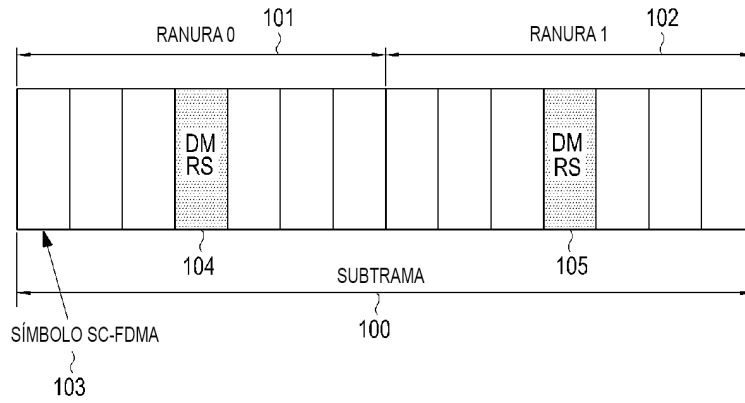 101
102
RANURA 0
RANURA 1
DM
RS
DM
RS
104
105
SUBTRAMA
100
SÍMBOLO SC-FDMA
103